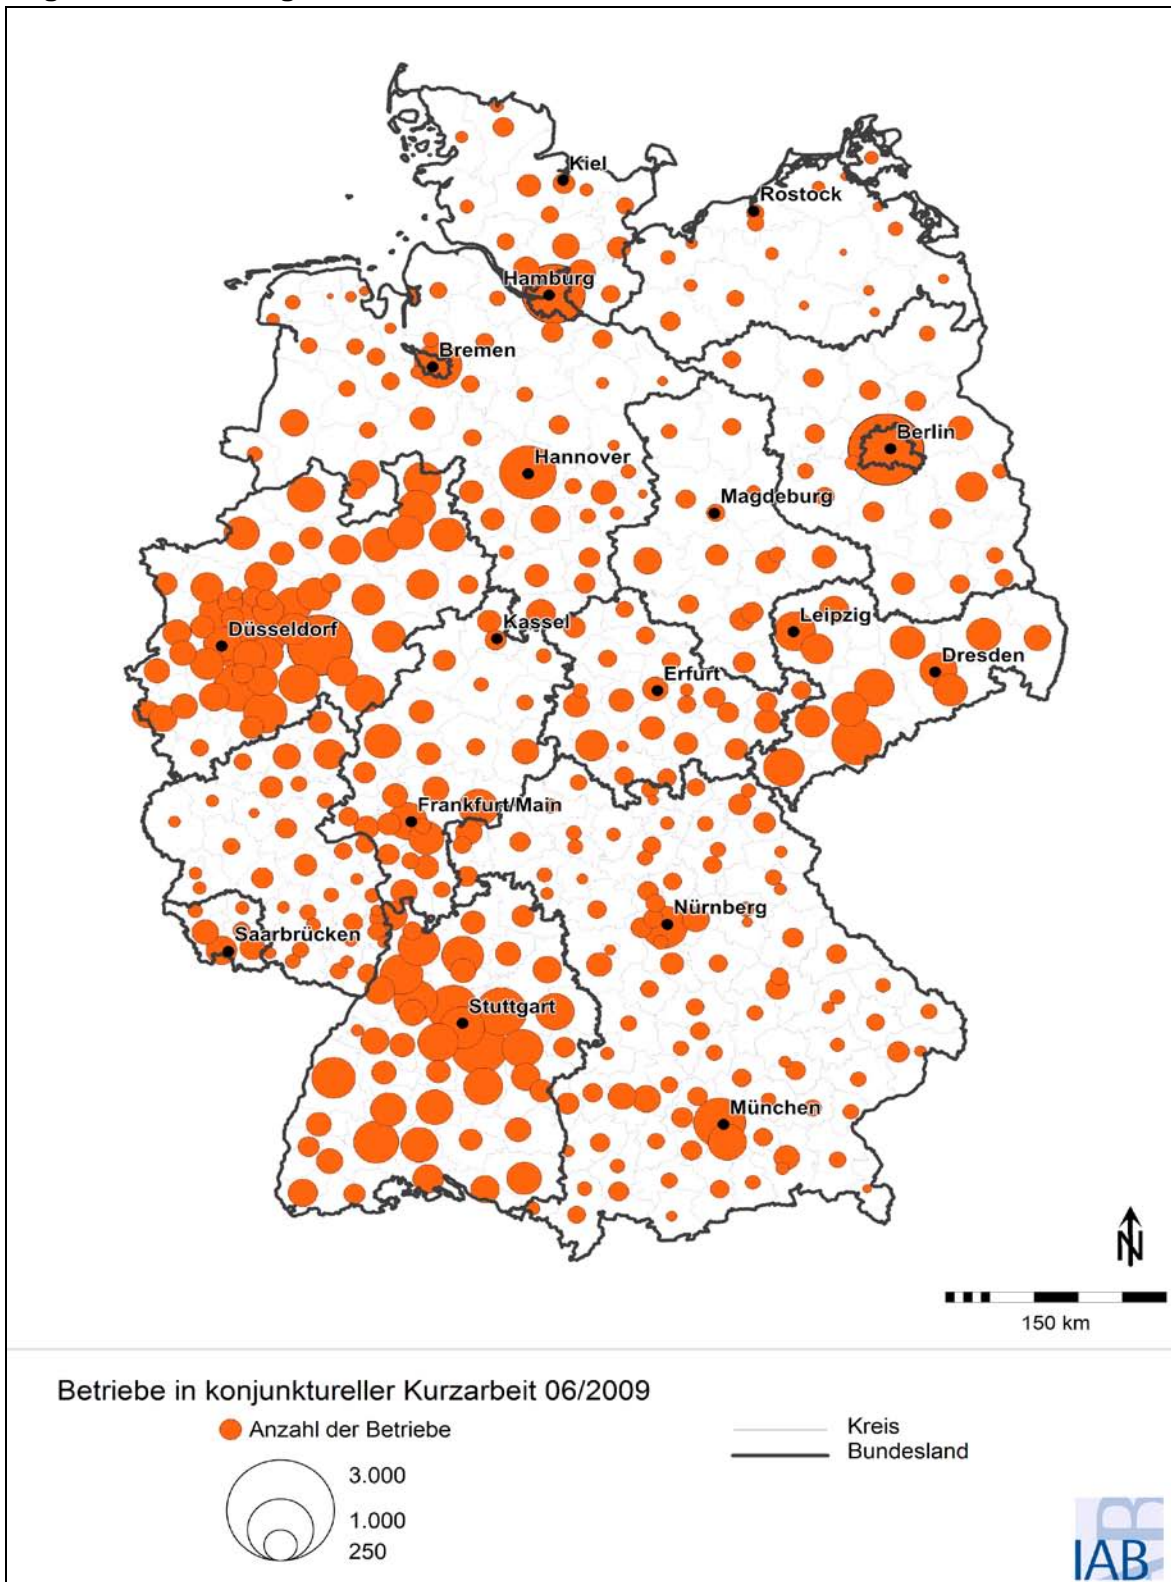 Kiel
Rostock
Hamburg
Bremen
Berlin
Hannover
Magdeburg
Düsseldorf
Kassel
Leipzig
Dresden
Erfurt
Frankfurt/Main
Nürnberg
Saarbrücken
Stuttgart
München
N
150 km
Betriebe in konjunktureller Kurzarbeit 06/2009
Anzahl der Betriebe
3.000
1.000
250
Kreis
Bundesland
IAB